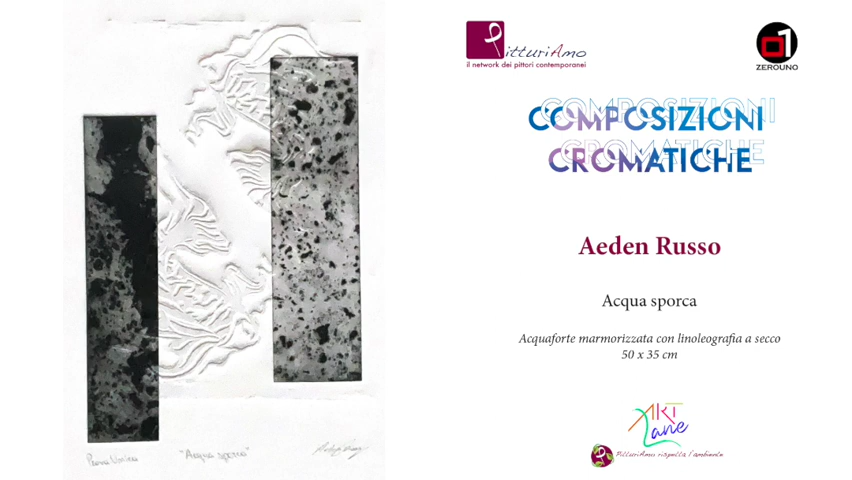 PitturiAmo
il network dei pittori contemporanei
ZEROUNO
COMPOSIZIONI
CROMATICHE
Aeden Russo
Acqua sporca
Acquaforte marmorizzata con linoleografia a secco
50 x 35 cm
ART
Lane
PitturiAmo rispetta l'ambiente
"Acqua sporca"